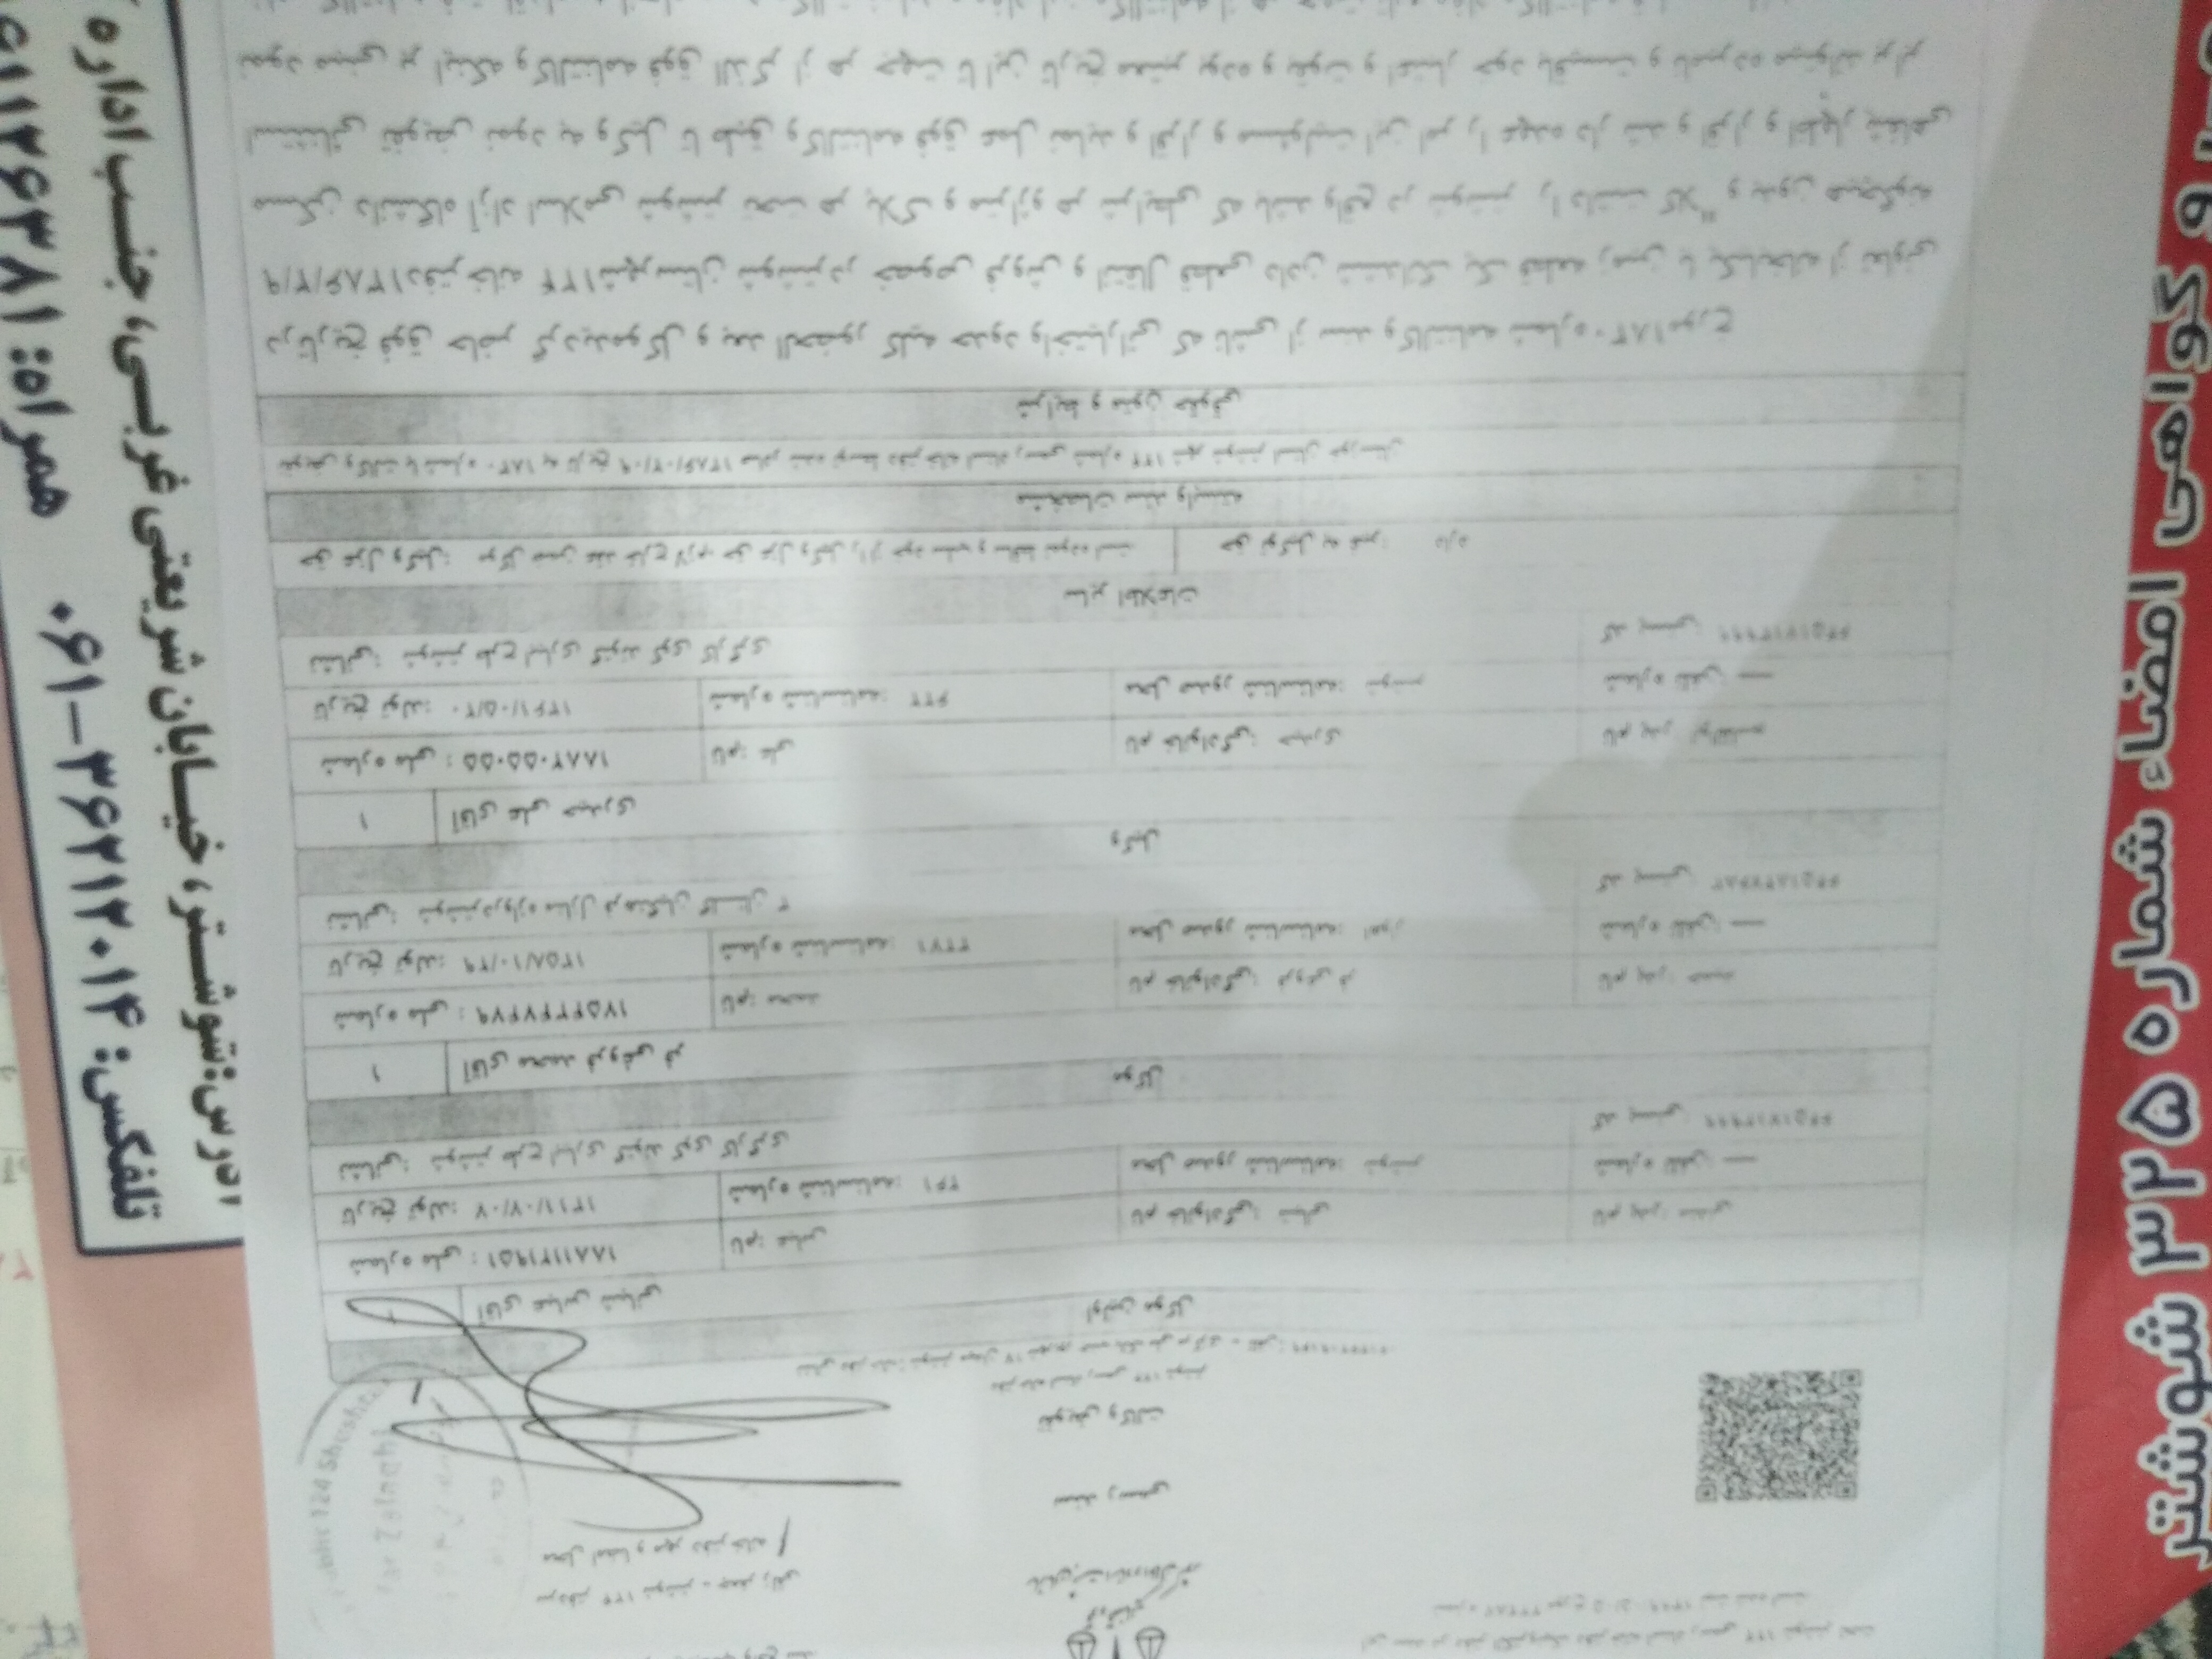 این سند در دفتر الکترونیک دفترخانه اسناد رسمی ۱۲۴ شوشتر تحت
شماره ۲۲۲۸۲ مورخ ۱۳۹۹/۰۵/۰۵ ثبت شده است.
قوه قضائیه
سازمان ثبت اسناد و املاک کشور
سردفتر ۱۲۴ شوشتر ـ جعفر زلقی
محل امضا و مهر دفترخانه
سند رسمی
تفویض وکالت
دفترخانه اسناد رسمی ۱۲۴ شوشتر
نشانی دفترخانه: شوشتر میدان ۱۷ شهریور جنب بانک ملی مرکزی - تلفن:
اولین موکل
۱ آقای عباس شبانی
شماره ملی : ۱۸۸۱۱۲۱۹۵۱ نام: عباس نام خانوادگی: شبانی نام پدر: مندنی
تاریخ تولد: ۱۳۱۱/۰۷/۰۷ شماره شناسنامه: ۲۶۱ محل صدور شناسنامه: شوشتر شماره تلفن: ---
نشانی: شوشتر طرح ابیاری گتوند کوی کارگری کد پستی: ۶۴۵۱۷۱۳۹۹۹
موکل
۱ آقای محمد فروغی فر
شماره ملی : ۱۷۵۴۳۴۷۴۷۹ نام: محمد نام خانوادگی: فروغی فر نام پدر: حمید
تاریخ تولد: ۱۳۵۸/۱۰/۲۹ شماره شناسنامه: ۲۲۷۱ محل صدور شناسنامه: اهواز شماره تلفن: ---
نشانی: شوشتردروازه منازل فرهنگیان گلستان ۳ کد پستی: ۶۴۵۱۸۴۷۶۸۳
وکیل
۱ آقای علی حیدری
شماره ملی : ۱۸۸۲۰۵۵۰۵۵ نام: علی نام خانوادگی: حیدری نام پدر: ابوالقاسم
تاریخ تولد: ۱۳۶۱/۰۵/۲۰ شماره شناسنامه: ۶۲۲ محل صدور شناسنامه: شوشتر شماره تلفن: ---
نشانی: شوشتر طرح ابیاری گتوند کوی کارگری کد پستی: ۶۴۵۱۷۱۳۹۹۹
سایر اطلاعات
حق عزل وکیل: موکل ضمن عقد خارج لازم، حق عزل وکیل را از خود سلب و ساقط نموده است. حق توکیل به غیر: دارد
مشخصات سند وابسته
تفویض وکالت با شماره ۱۸۳۰ به تاریخ ۱۳۸۶/۰۲/۰۹ صادر شده توسط دفترخانه اسناد رسمی شماره ۱۲۴ شهر شوشتر استان خوزستان
شرایط و متون حقوقی
درتاریخ فوق حاضر گردیدموکل و بعد الحضور کلیه حدود واختیاراتی که ناشی از سند وکالتنامه شماره۱۸۳۰مورخ
۱۳۸۶/۲/۹دفترخانه ۱۲۴شهرستان شوشتردر خصوص فروش و انتقال قطعی دادن ششدانگ یک قطعه زمین با یکبابخانه از تعاونی
مسکن دانشگاه آزاد اسلامی شوشتر تحت هر پلاک و متراژو هر شرایطی که باشد واقع در شوشتر را داشت کلا" و بدون هیچگونه
استثنائی تفویض نمود به وکیل تا طبق وکالتنامه فوق عمل نماید و اقرار و مسئولیت این امر را عهده دار شد و اقرار و اظهار شفاهی
نمود مبنی بر اینکه وکالتنامه فوق الذکر از هر جهت تا این تاریخ معتبر بوده و بقوت و اعتبار خود باقیست و نامبرده میتواند برابر
شماره ۳۲۵ شوشتر
گواهی امضاء
آدرس:شوشتر، خیابان شریعتی غربی، جنب اداره
تلفکس: ۳۶۲۱۲۰۱۴-۰۶۱
همراه: